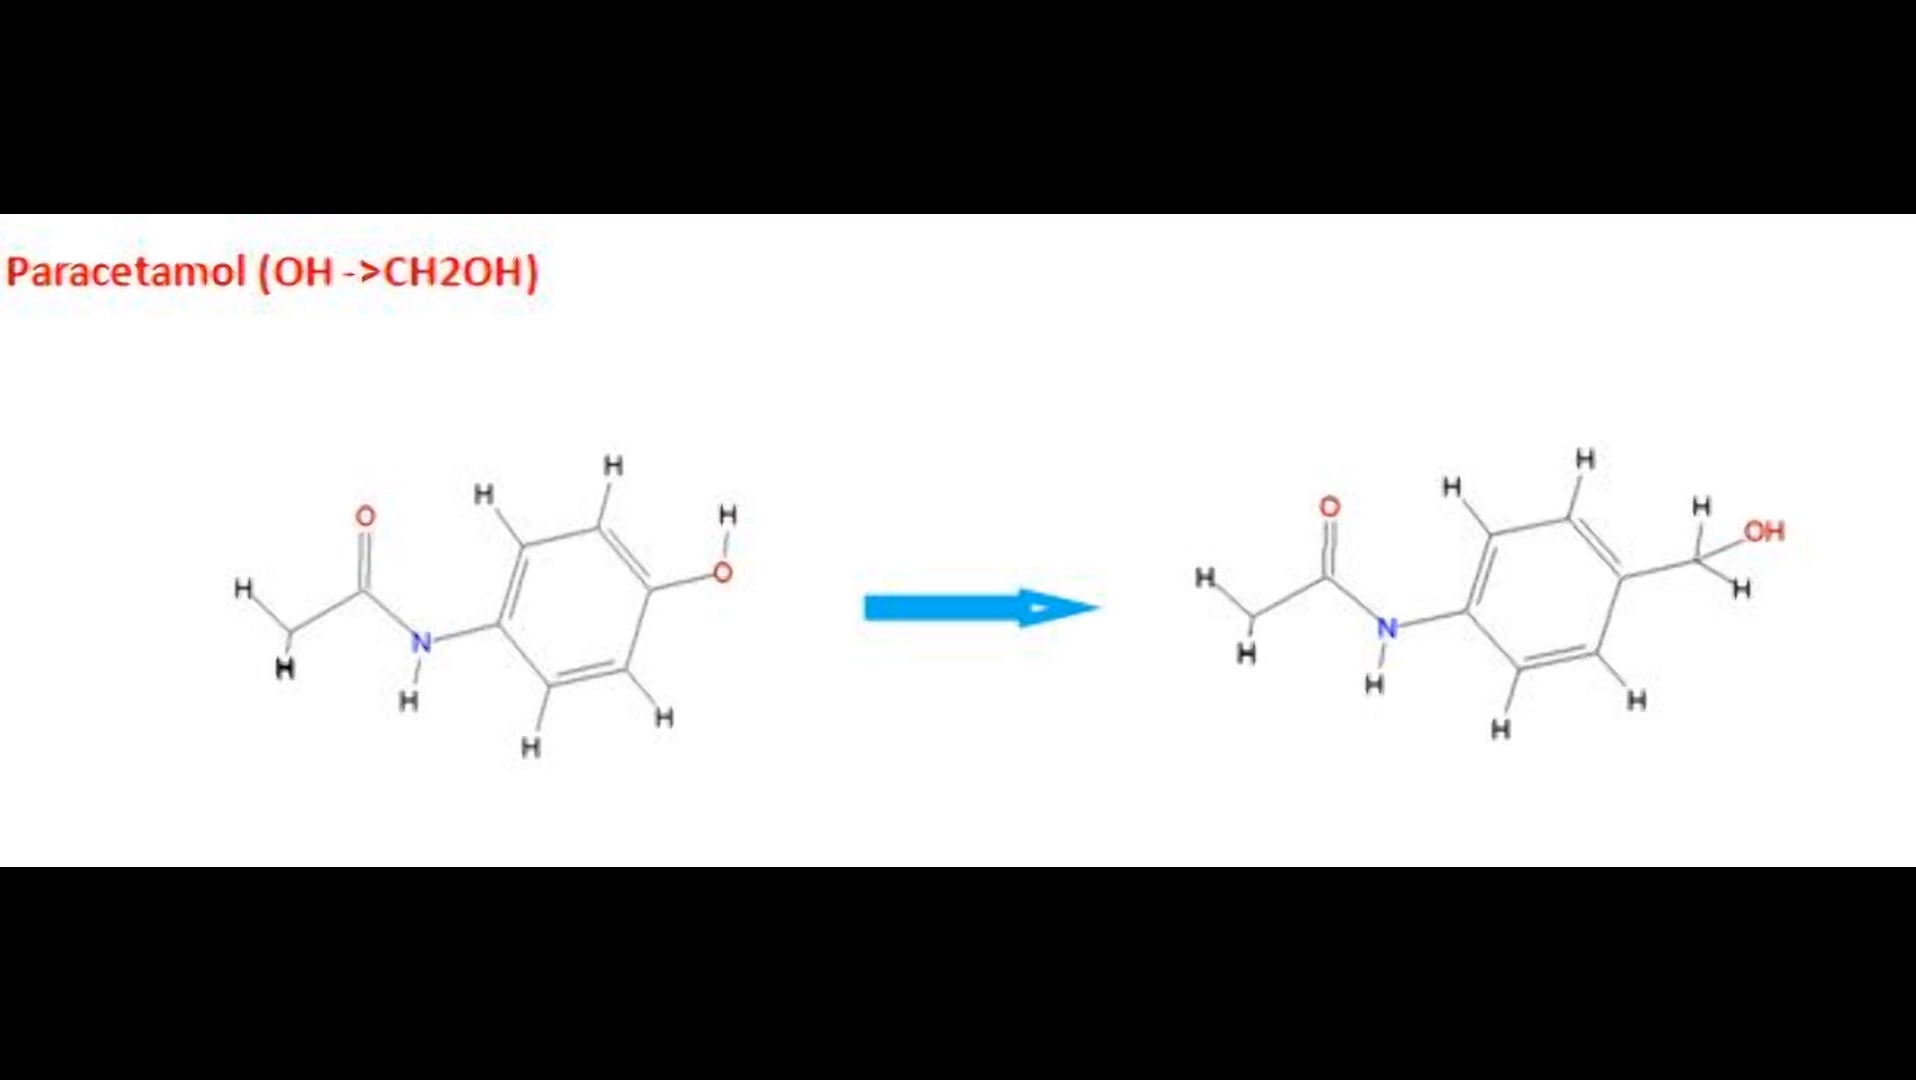 Paracetamol (OH ->CH2OH)
H H
H O H
H O
N
H H
H H
H
H O H H
H OH
H N H
H H
H